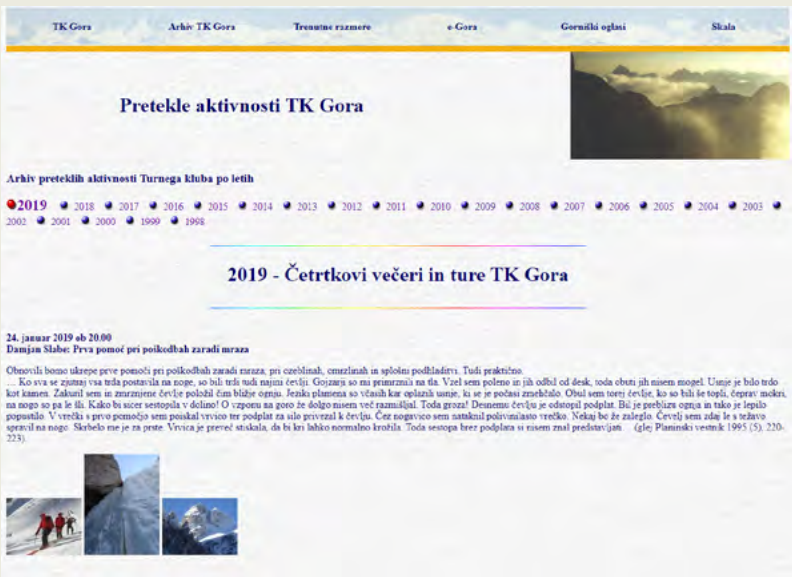 TK Gora Arhiv TK Gora Trenutne razmere e-Gora Gorniški oglasi Skala
Pretekle aktivnosti TK Gora
Arhiv preteklih aktivnosti Turnega kluba po letih
2019 2018 2017 2016 2015 2014 2013 2012 2011 2010 2009 2008 2007 2006 2005 2004 2003
2002 2001 2000 1999 1998
2019 - Četrtkovi večeri in ture TK Gora
24. januar 2019 ob 20.00
Damjan Slabe: Prva pomoč pri poškodbah zaradi mraza
Obnovili bomo ukrepe prve pomoči pri poškodbah zaradi mraza, pri ozeblinah, omrzlinah in splošni podhladitvi. Tudi praktično.
... Ko sva se zjutraj vsa trda postavila na noge, so bili trdi tudi najini čevlji. Gojzarji so mi primrznili na tla. Vzel sem poleno in jih odbil od desk, toda obuti jih nisem mogel. Usnje je bilo trdo
kot kamen. Zakuril sem in zmrznjene čevlje položil čim bližje ognju. Jeziki plamena so včasih kar oplaznili usnje, ki se je počasi zmehčalo. Obul sem torej čevlje, ko so bili še topli, čeprav mokri,
na nogo so pa le šli. Kako bi sicer sestopila v dolino! O vzponu na goro že dolgo nisem več razmišljal. Toda groza! Desnemu čevlju je odstopil podplat. Bil je preblizu ognja in tako je lepilo
popustilo. V vrečki s prvo pomočjo sem poiskal vrvico ter podplat na silo privezal k čevlju. Čez nogavico sem nataknil polivinilasto vrečko. Nekaj bo že zaleglo. Čevelj sem zdaj le s težavo
spravil na nogo. Skrbelo me je za prste. Vrvica je preveč stiskala, da bi kri lahko normalno krožila. Toda sestopa brez podplata si nisem znal predstavljati. ... (glej Planinski vestnik 1995 (5), 220-
223).